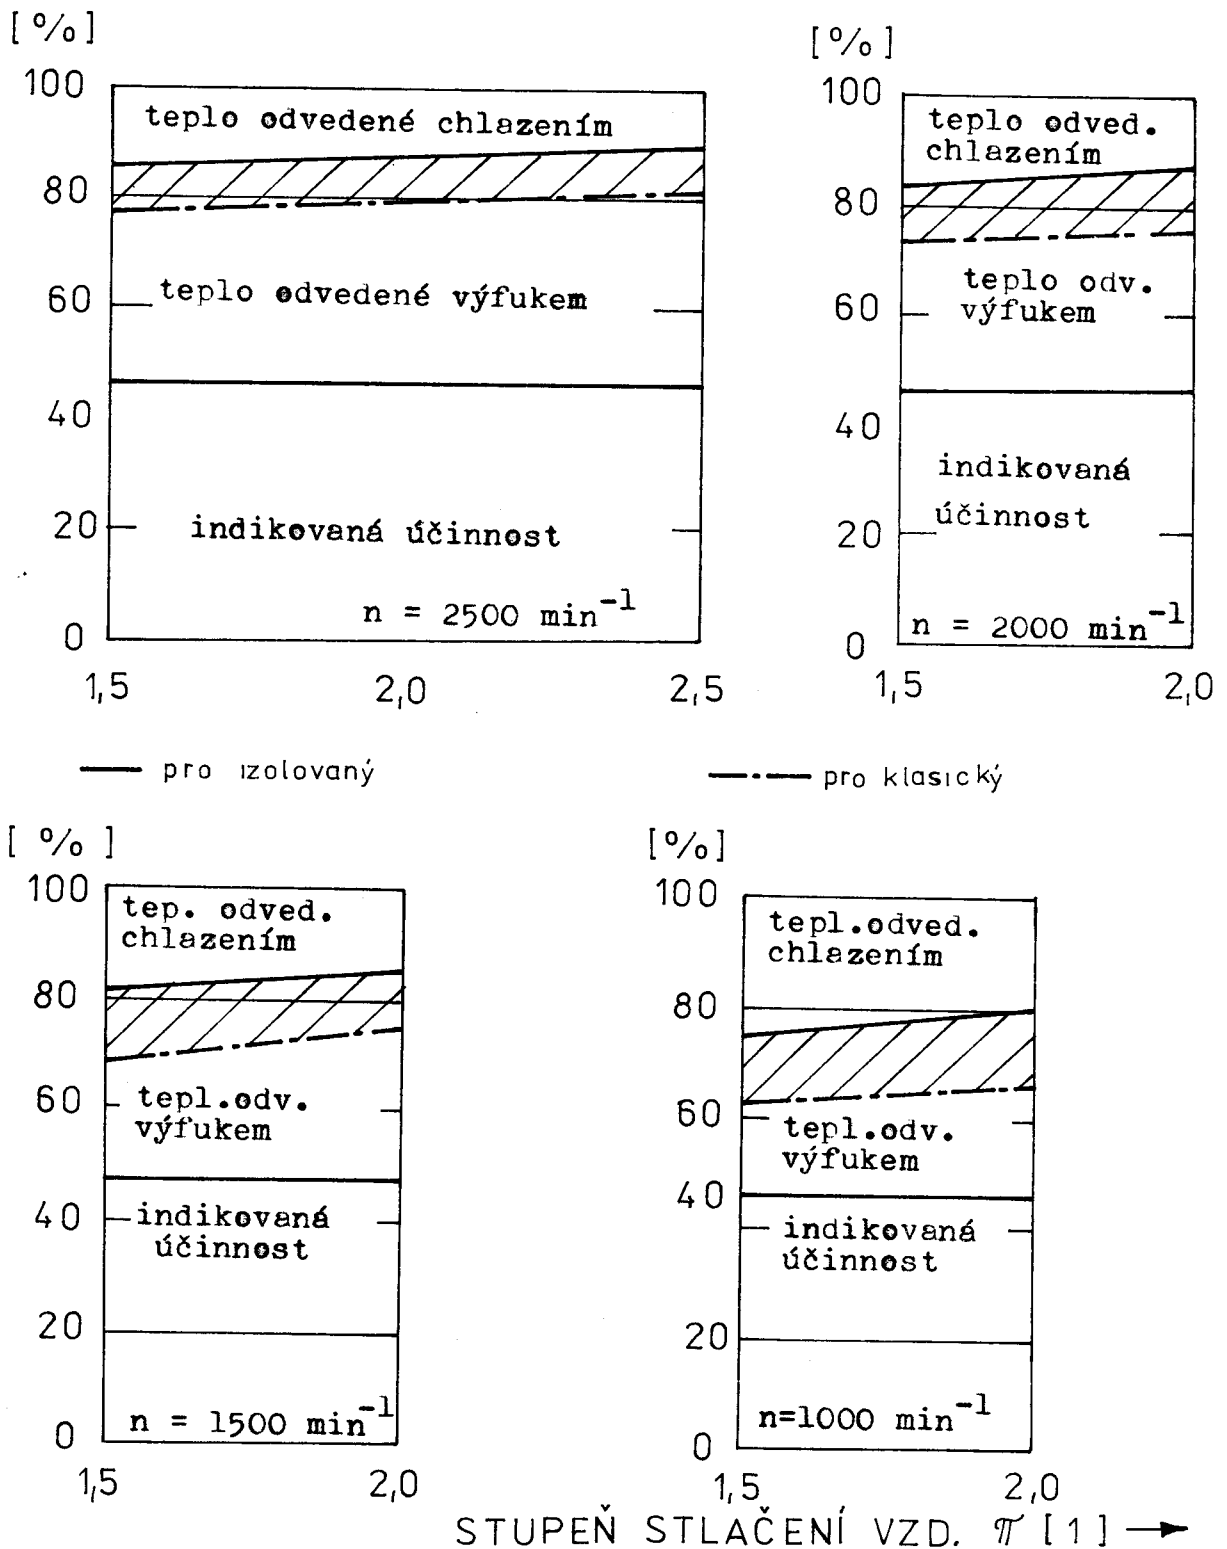 [ % ]
100
80
60
40
20
0
teplo odvedené chlazením
teplo odvedené výfukem
indikovaná účinnost
n = 2500 min⁻¹
1,5 2,0 2,5
[ % ]
100
80
60
40
20
0
teplo odved.
chlazením
teplo odv.
výfukem
indikovaná
účinnost
n = 2000 min⁻¹
1,5 2,0
pro izolovaný
pro klasický
[ % ]
100
80
60
40
20
0
tep. odved.
chlazením
tepl.odv.
výfukem
indikovaná
účinnost
n = 1500 min⁻¹
1,5 2,0
[%]
100
80
60
40
20
0
tepl.odved.
chlazením
tepl.odv.
výfukem
indikovaná
účinnost
n=1000 min⁻¹
1,5 2,0
STUPEŇ STLAČENÍ VZD. π [1]